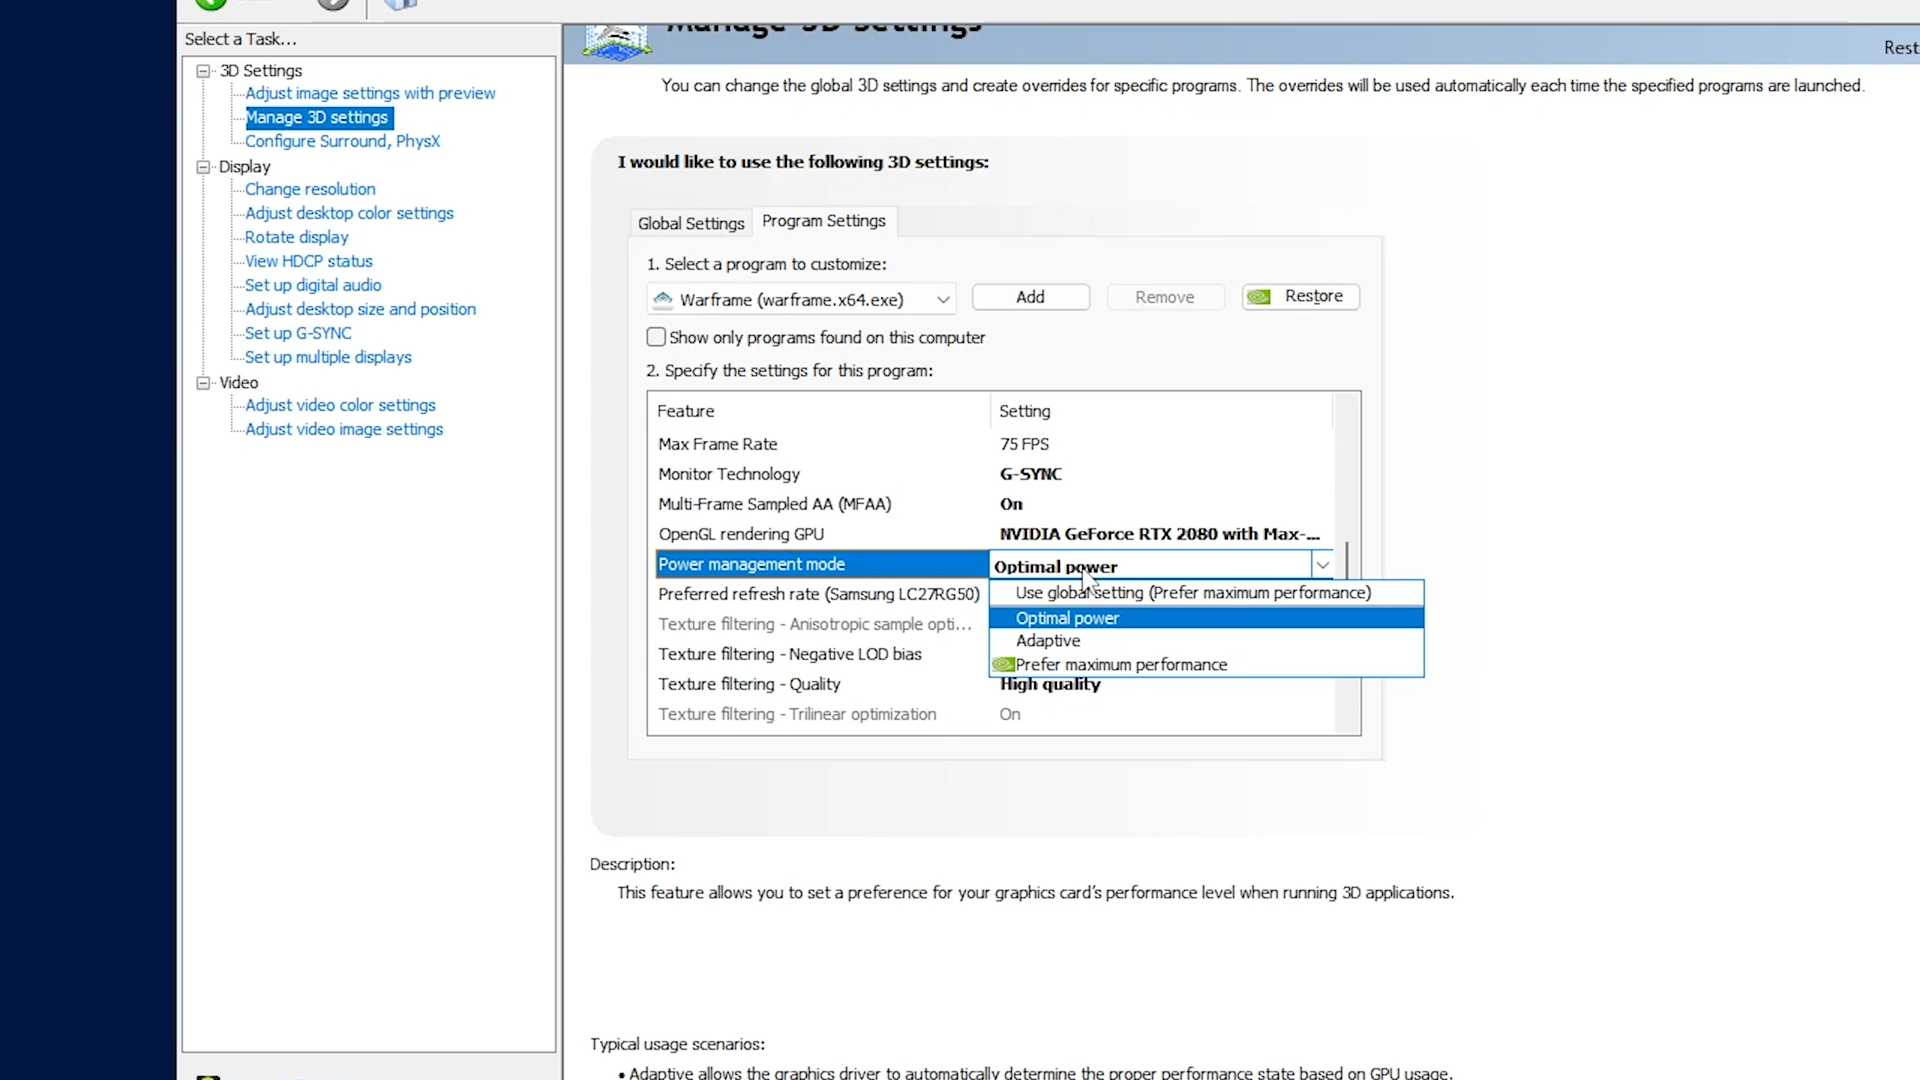 Select a Task...
3D Settings
Adjust image settings with preview
Manage 3D settings
Configure Surround, PhysX
Display
Change resolution
Adjust desktop color settings
Rotate display
View HDCP status
Set up digital audio
Adjust desktop size and position
Set up G-SYNC
Set up multiple displays
Video
Adjust video color settings
Adjust video image settings
Manage 3D Settings
Rest
You can change the global 3D settings and create overrides for specific programs. The overrides will be used automatically each time the specified programs are launched.
I would like to use the following 3D settings:
Global Settings
Program Settings
1. Select a program to customize:
Warframe (warframe.x64.exe)
Add
Remove
Restore
Show only programs found on this computer
2. Specify the settings for this program:
Feature Setting
Max Frame Rate 75 FPS
Monitor Technology G-SYNC
Multi-Frame Sampled AA (MFAA) On
OpenGL rendering GPU NVIDIA GeForce RTX 2080 with Max-...
Power management mode Optimal power
Preferred refresh rate (Samsung LC27RG50)
Use global setting (Prefer maximum performance)
Optimal power
Adaptive
Prefer maximum performance
Texture filtering - Anisotropic sample opti...
Texture filtering - Negative LOD bias
Texture filtering - Quality High quality
Texture filtering - Trilinear optimization On
Description:
This feature allows you to set a preference for your graphics card's performance level when running 3D applications.
Typical usage scenarios:
• Adaptive allows the graphics driver to automatically determine the proper performance state based on GPU usage.